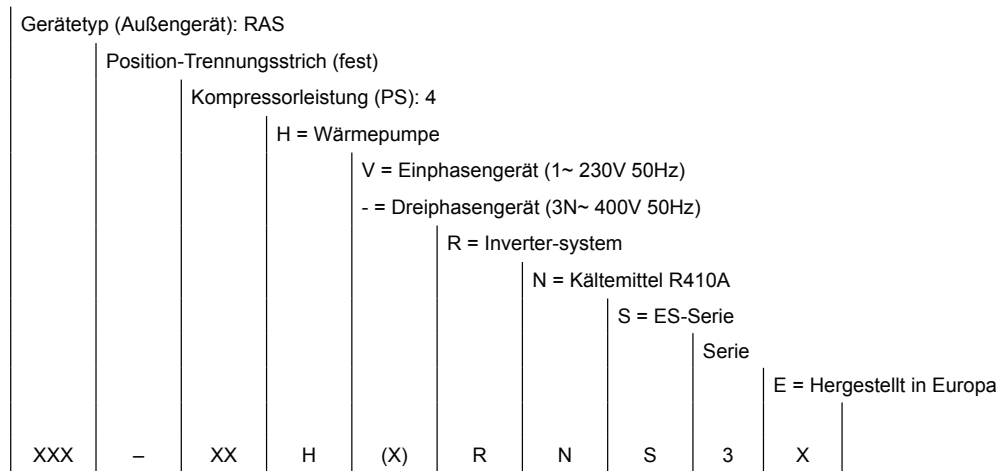 Gerätetyp (Außengerät): RAS
Position-Trennungsstrich (fest)
Kompressorleistung (PS): 4
H = Wärmepumpe
V = Einphasengerät (1~ 230V 50Hz)
- = Dreiphasengerät (3N~ 400V 50Hz)
R = Inverter-system
N = Kältemittel R410A
S = ES-Serie
Serie
E = Hergestellt in Europa
XXX – XX H (X) R N S 3 X